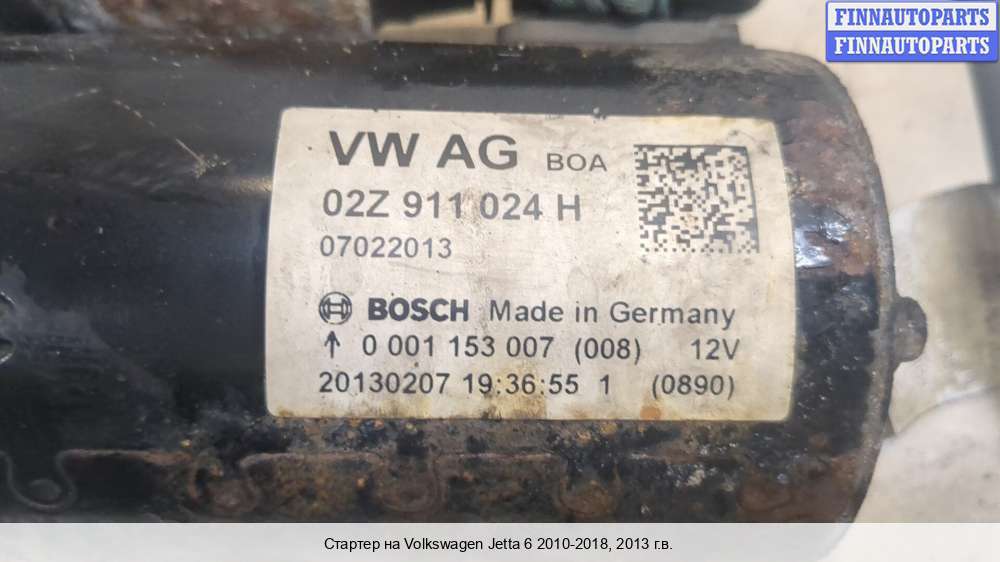 FINNAUTOPARTS
FINNAUTOPARTS
VW AG BOA
02Z 911 024 H
07022013
BOSCH Made in Germany
↑ 0 001 153 007 (008) 12V
20130207 19:36:55 1 (0890)
Стартер на Volkswagen Jetta 6 2010-2018, 2013 г.в.